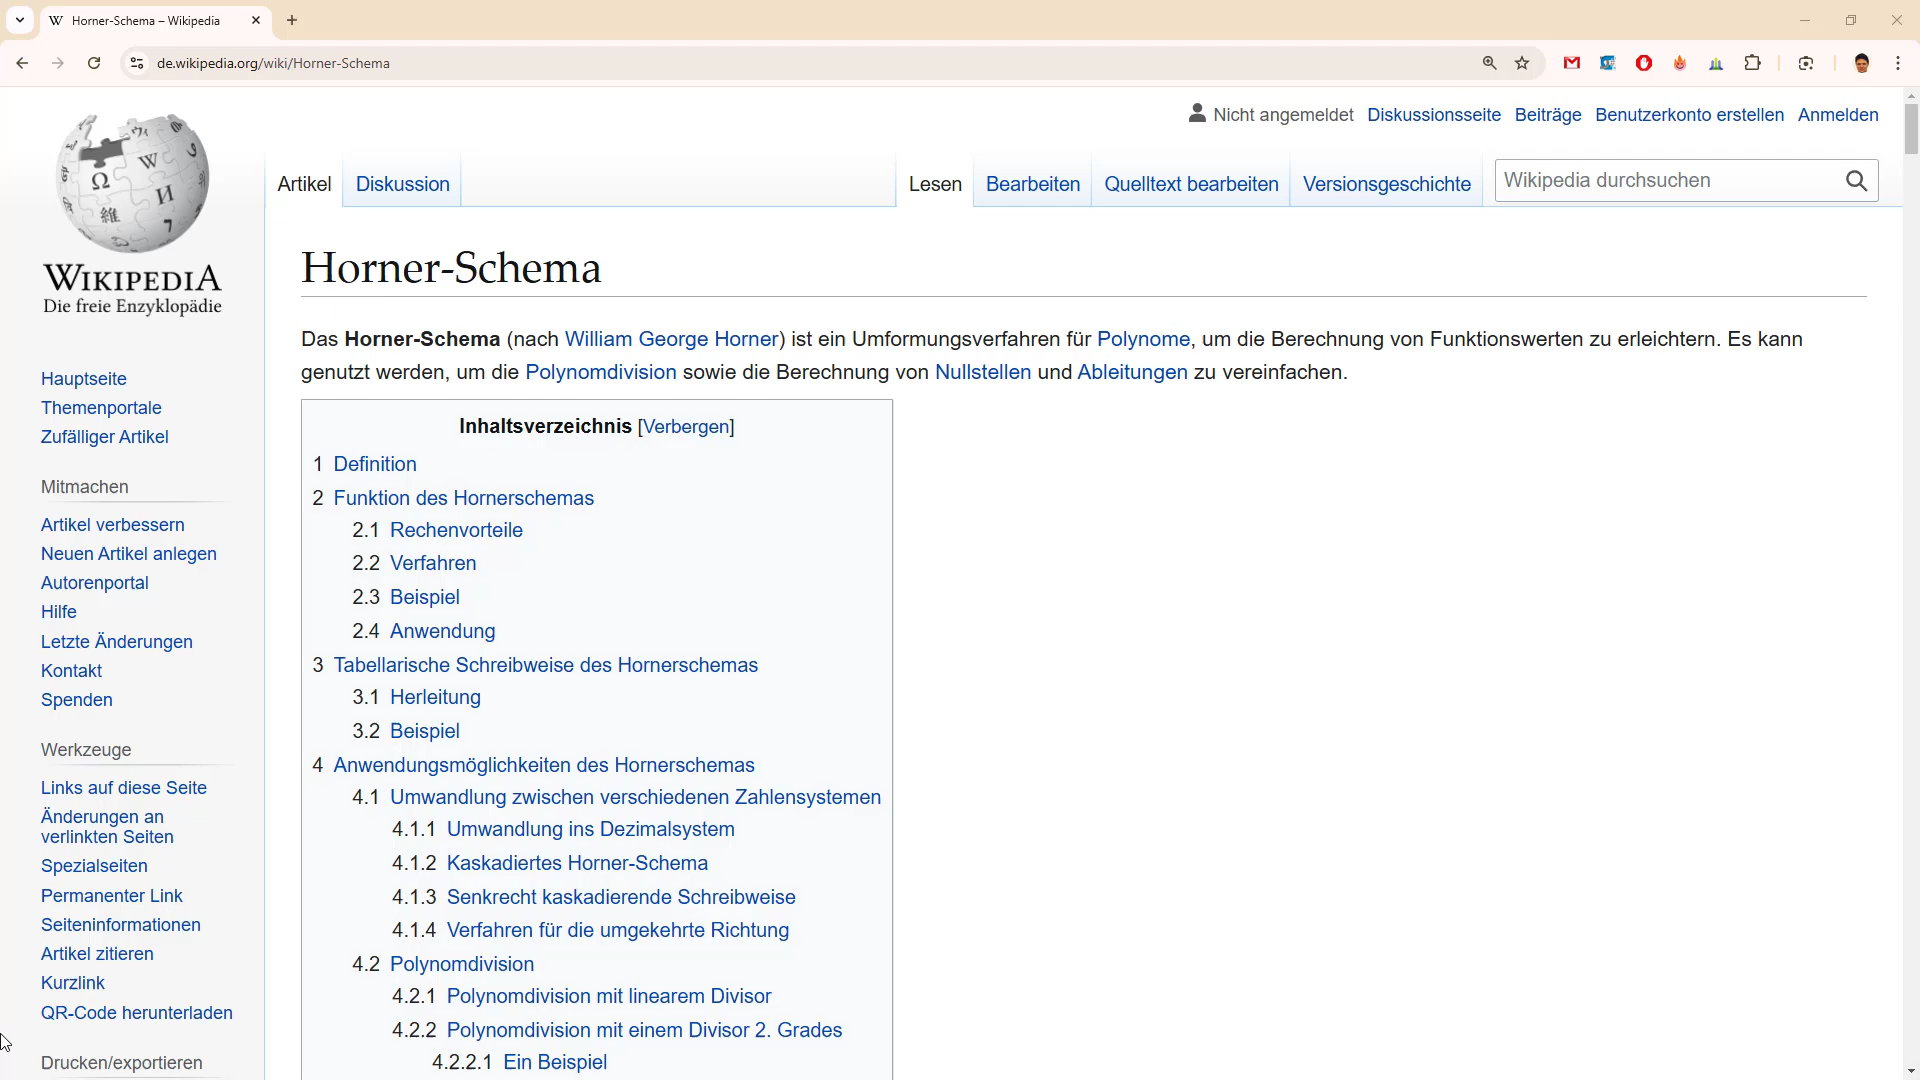 Horner-Schema – Wikipedia
de.wikipedia.org/wiki/Horner-Schema
Nicht angemeldet Diskussionsseite Beiträge Benutzerkonto erstellen Anmelden
Artikel Diskussion Lesen Bearbeiten Quelltext bearbeiten Versionsgeschichte Wikipedia durchsuchen
WIKIPEDIA
Die freie Enzyklopädie
Hauptseite
Themenportale
Zufälliger Artikel
Mitmachen
Artikel verbessern
Neuen Artikel anlegen
Autorenportal
Hilfe
Letzte Änderungen
Kontakt
Spenden
Werkzeuge
Links auf diese Seite
Änderungen an
verlinkten Seiten
Spezialseiten
Permanenter Link
Seiteninformationen
Artikel zitieren
Kurzlink
QR-Code herunterladen
Drucken/exportieren
Horner-Schema
Das Horner-Schema (nach William George Horner) ist ein Umformungsverfahren für Polynome, um die Berechnung von Funktionswerten zu erleichtern. Es kann
genutzt werden, um die Polynomdivision sowie die Berechnung von Nullstellen und Ableitungen zu vereinfachen.
Inhaltsverzeichnis [Verbergen]
1 Definition
2 Funktion des Hornerschemas
2.1 Rechenvorteile
2.2 Verfahren
2.3 Beispiel
2.4 Anwendung
3 Tabellarische Schreibweise des Hornerschemas
3.1 Herleitung
3.2 Beispiel
4 Anwendungsmöglichkeiten des Hornerschemas
4.1 Umwandlung zwischen verschiedenen Zahlensystemen
4.1.1 Umwandlung ins Dezimalsystem
4.1.2 Kaskadiertes Horner-Schema
4.1.3 Senkrecht kaskadierende Schreibweise
4.1.4 Verfahren für die umgekehrte Richtung
4.2 Polynomdivision
4.2.1 Polynomdivision mit linearem Divisor
4.2.2 Polynomdivision mit einem Divisor 2. Grades
4.2.2.1 Ein Beispiel